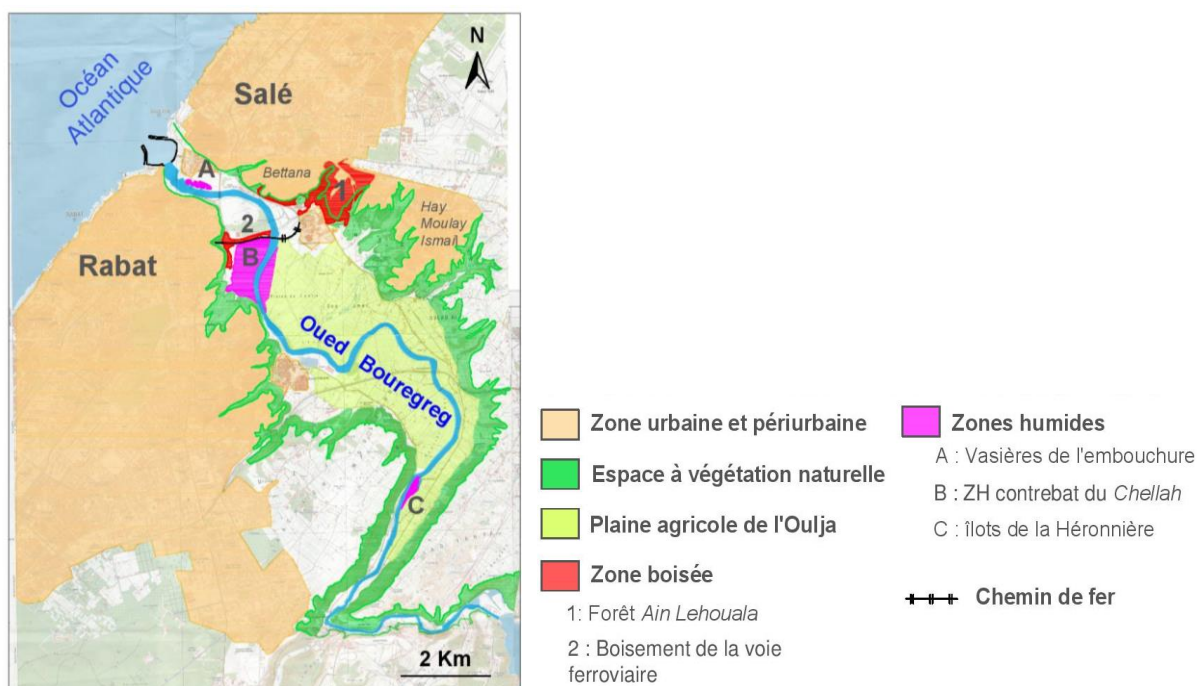 Océan
Atlantique
Salé
N
A
Bettana
1
Hay
Moulay
Ismaïl
2
B
Rabat
Oued
Bouregreg
C
2 Km
Zone urbaine et périurbaine
Espace à végétation naturelle
Plaine agricole de l'Oulja
Zone boisée
1: Forêt Ain Lehouala
2 : Boisement de la voie
ferroviaire
Zones humides
A : Vasières de l'embouchure
B : ZH contrebat du Chellah
C : îlots de la Héronnière
Chemin de fer